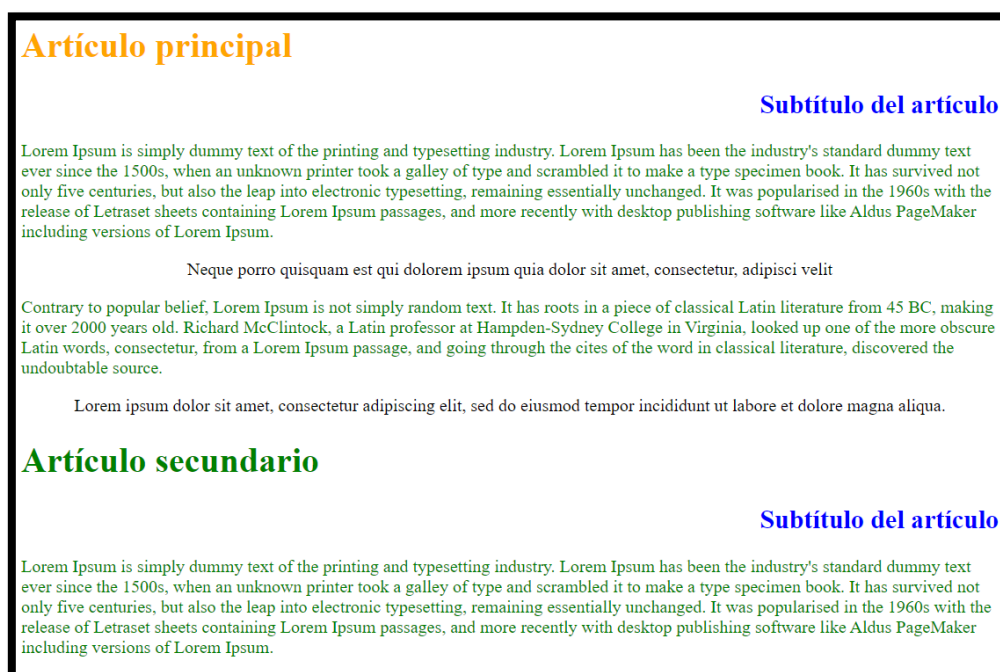 Artículo principal
Subtítulo del artículo
Lorem Ipsum is simply dummy text of the printing and typesetting industry. Lorem Ipsum has been the industry's standard dummy text
ever since the 1500s, when an unknown printer took a galley of type and scrambled it to make a type specimen book. It has survived not
only five centuries, but also the leap into electronic typesetting, remaining essentially unchanged. It was popularised in the 1960s with the
release of Letraset sheets containing Lorem Ipsum passages, and more recently with desktop publishing software like Aldus PageMaker
including versions of Lorem Ipsum.
Neque porro quisquam est qui dolorem ipsum quia dolor sit amet, consectetur, adipisci velit
Contrary to popular belief, Lorem Ipsum is not simply random text. It has roots in a piece of classical Latin literature from 45 BC, making
it over 2000 years old. Richard McClintock, a Latin professor at Hampden-Sydney College in Virginia, looked up one of the more obscure
Latin words, consectetur, from a Lorem Ipsum passage, and going through the cites of the word in classical literature, discovered the
undoubtable source.
Lorem ipsum dolor sit amet, consectetur adipiscing elit, sed do eiusmod tempor incididunt ut labore et dolore magna aliqua.
Artículo secundario
Subtítulo del artículo
Lorem Ipsum is simply dummy text of the printing and typesetting industry. Lorem Ipsum has been the industry's standard dummy text
ever since the 1500s, when an unknown printer took a galley of type and scrambled it to make a type specimen book. It has survived not
only five centuries, but also the leap into electronic typesetting, remaining essentially unchanged. It was popularised in the 1960s with the
release of Letraset sheets containing Lorem Ipsum passages, and more recently with desktop publishing software like Aldus PageMaker
including versions of Lorem Ipsum.